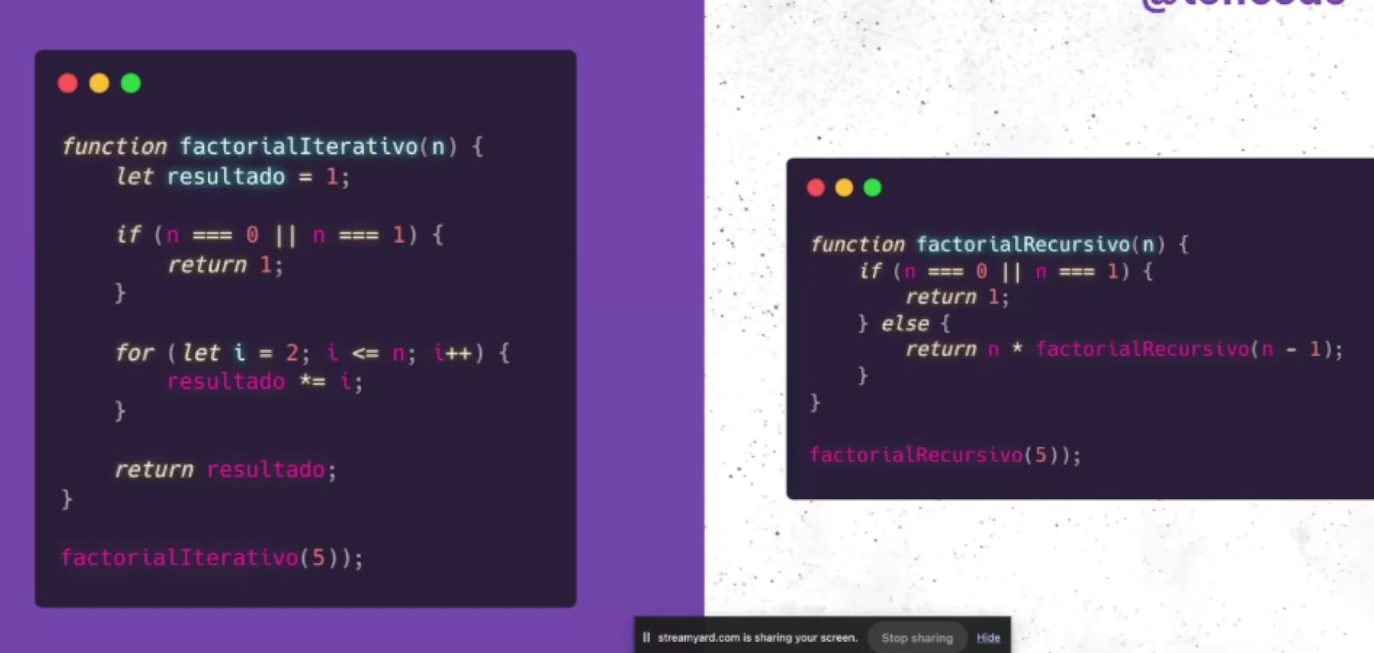 function factorialIterativo(n) {
let resultado = 1;
if (n === 0 || n === 1) {
return 1;
}
for (let i = 2; i <= n; i++) {
resultado *= i;
}
return resultado;
}
factorialIterativo(5));
function factorialRecursivo(n) {
if (n === 0 || n === 1) {
return 1;
} else {
return n * factorialRecursivo(n - 1);
}
}
factorialRecursivo(5));
streamyard.com is sharing your screen.
Stop sharing
Hide